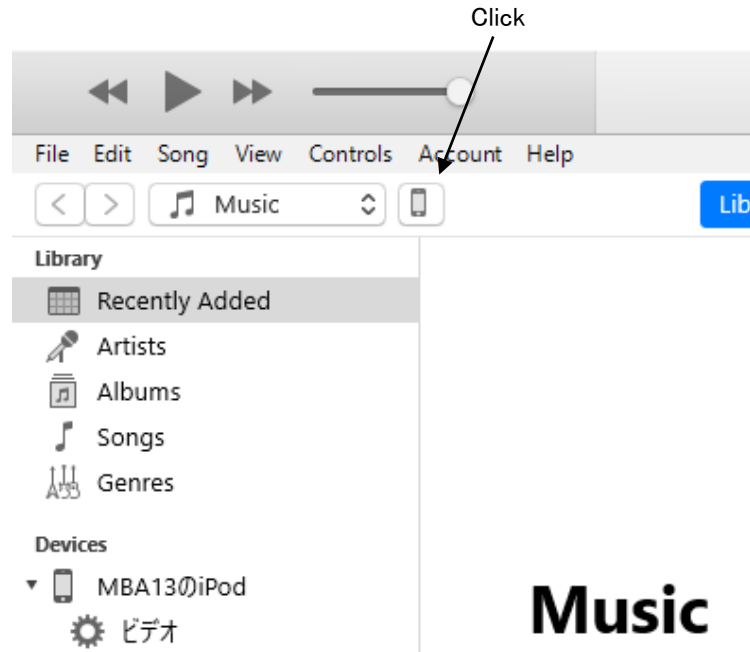 Click
File Edit Song View Controls Account Help
Music
Library
Recently Added
Artists
Albums
Songs
Genres
Devices
MBA13のiPod
ビデオ
Music